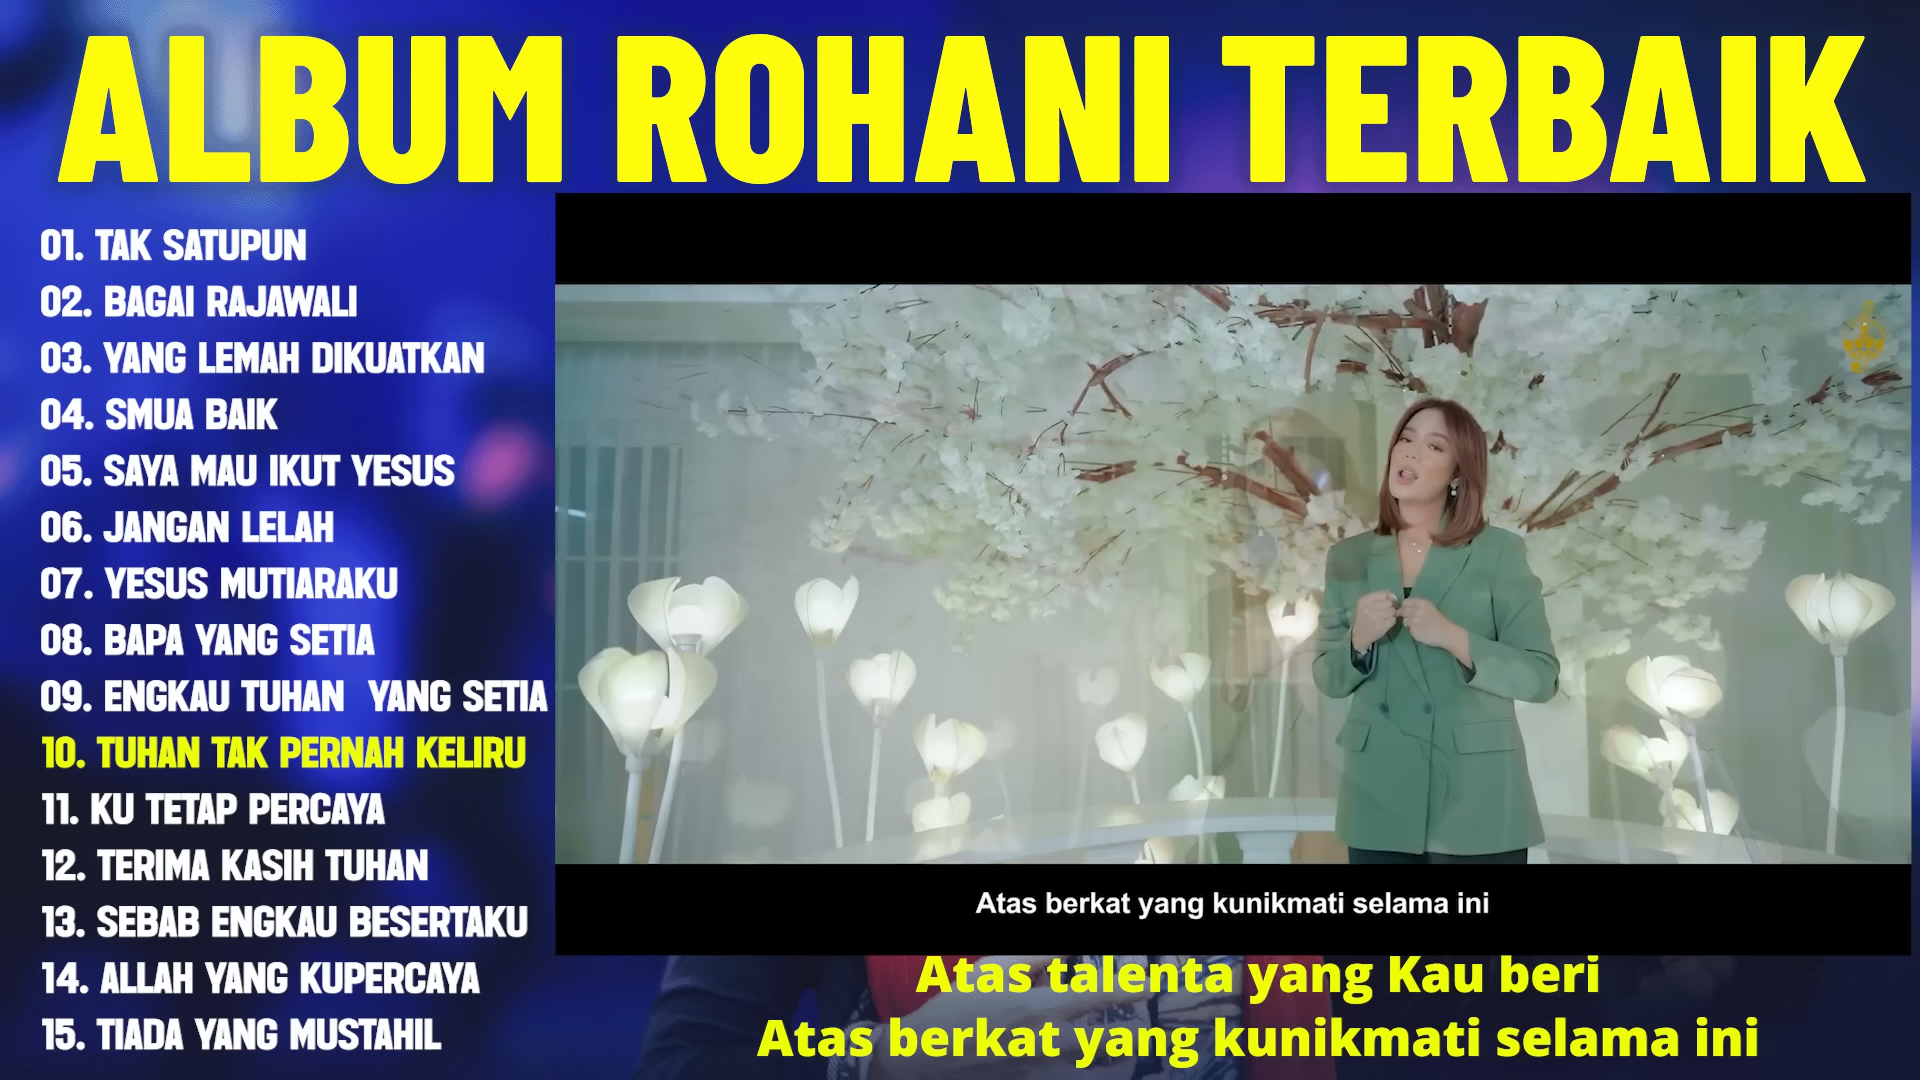 ALBUM ROHANI TERBAIK
01. TAK SATUPUN
02. BAGAI RAJAWALI
03. YANG LEMAH DIKUATKAN
04. SMUA BAIK
05. SAYA MAU IKUT YESUS
06. JANGAN LELAH
07. YESUS MUTIARAKU
08. BAPA YANG SETIA
09. ENGKAU TUHAN YANG SETIA
10. TUHAN TAK PERNAH KELIRU
11. KU TETAP PERCAYA
12. TERIMA KASIH TUHAN
13. SEBAB ENGKAU BESERTAKU
14. ALLAH YANG KUPERCAYA
15. TIADA YANG MUSTAHIL
Atas berkat yang kunikmati selama ini
Atas talenta yang Kau beri
Atas berkat yang kunikmati selama ini